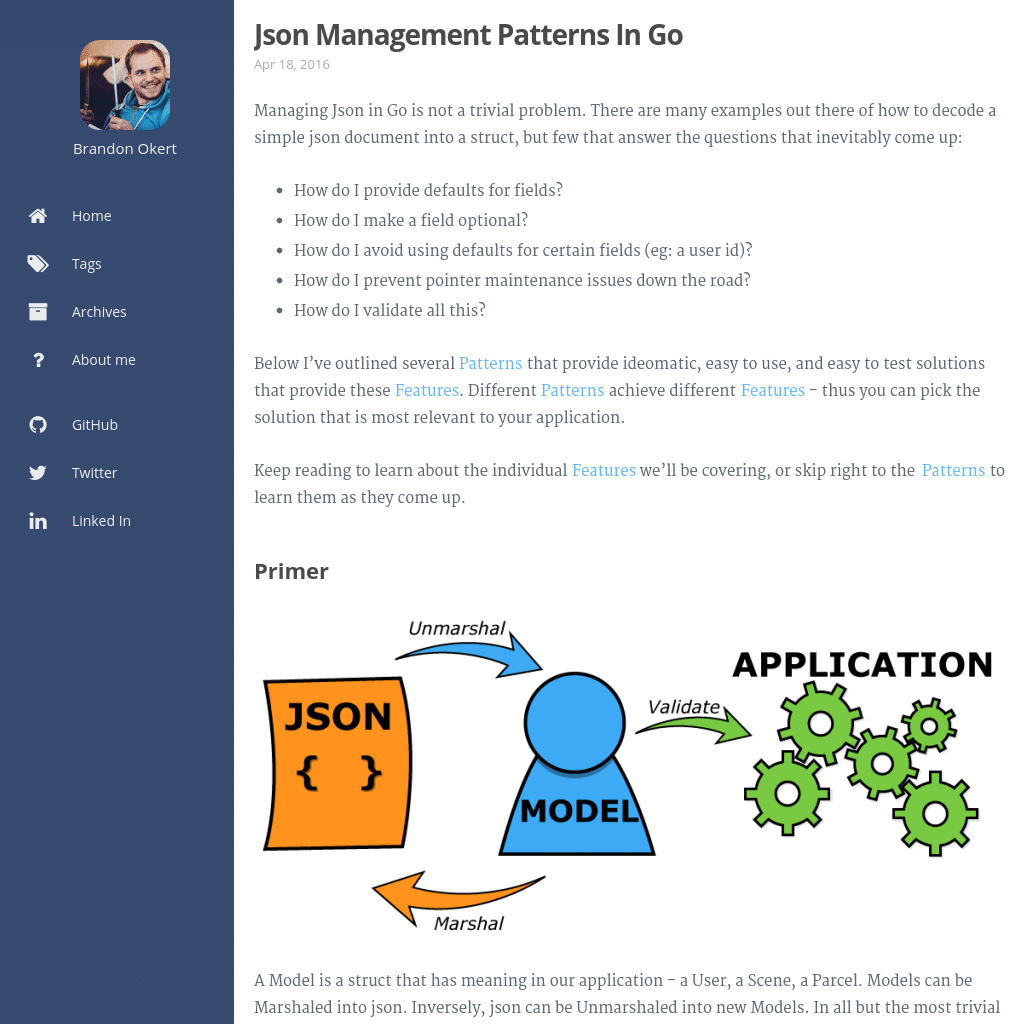 Brandon Okert
Home
Tags
Archives
About me
GitHub
Twitter
Linked In
Json Management Patterns In Go
Apr 18, 2016
Managing Json in Go is not a trivial problem. There are many examples out there of how to decode a
simple json document into a struct, but few that answer the questions that inevitably come up:
• How do I provide defaults for fields?
• How do I make a field optional?
• How do I avoid using defaults for certain fields (eg: a user id)?
• How do I prevent pointer maintenance issues down the road?
• How do I validate all this?
Below I’ve outlined several Patterns that provide ideomatic, easy to use, and easy to test solutions
that provide these Features. Different Patterns achieve different Features – thus you can pick the
solution that is most relevant to your application.
Keep reading to learn about the individual Features we’ll be covering, or skip right to the Patterns to
learn them as they come up.
Primer
Unmarshal
APPLICATION
Validate
JSON
{ }
MODEL
Marshal
A Model is a struct that has meaning in our application – a User, a Scene, a Parcel. Models can be
Marshaled into json. Inversely, json can be Unmarshaled into new Models. In all but the most trivial